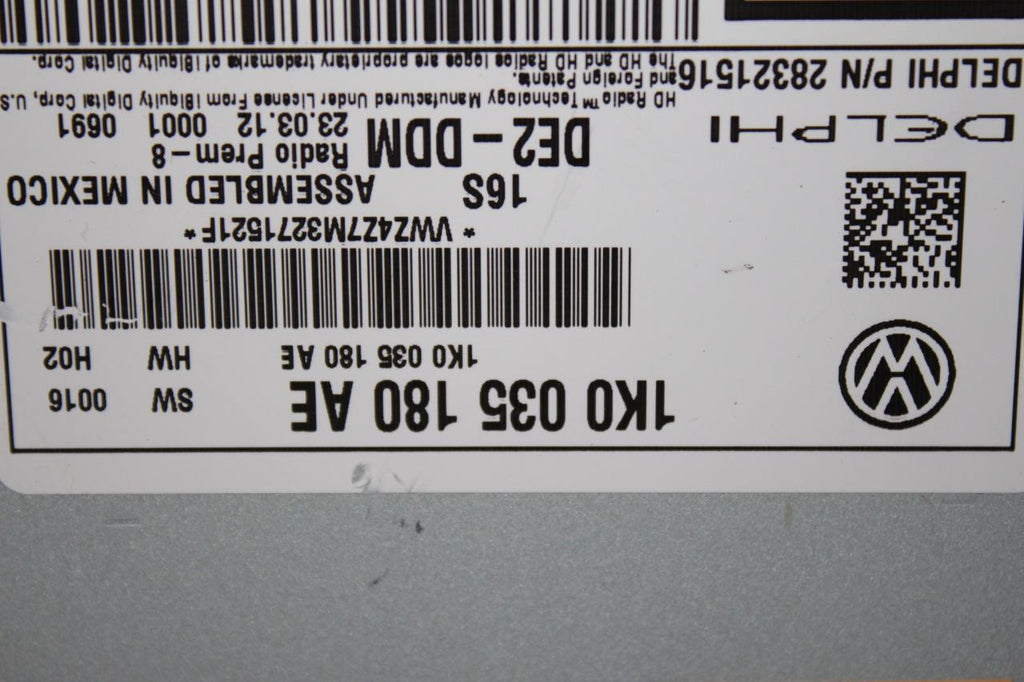 1K0 035 180 AE SW 0016
1K0 035 180 AE HW H02
*VWZ4Z7M3271521F*
16S ASSEMBLED IN MEXICO
DE2-DDM Radio Prem-8
23.03.12 0001 0691
DELPHI
HD Radio™ Technology Manufactured Under License From iBiquity Digital Corp., U.S.
and Foreign Patents.
The HD and HD Radios logos are proprietary trademarks of iBiquity Digital Corp.
DELPHI P/N 28321516